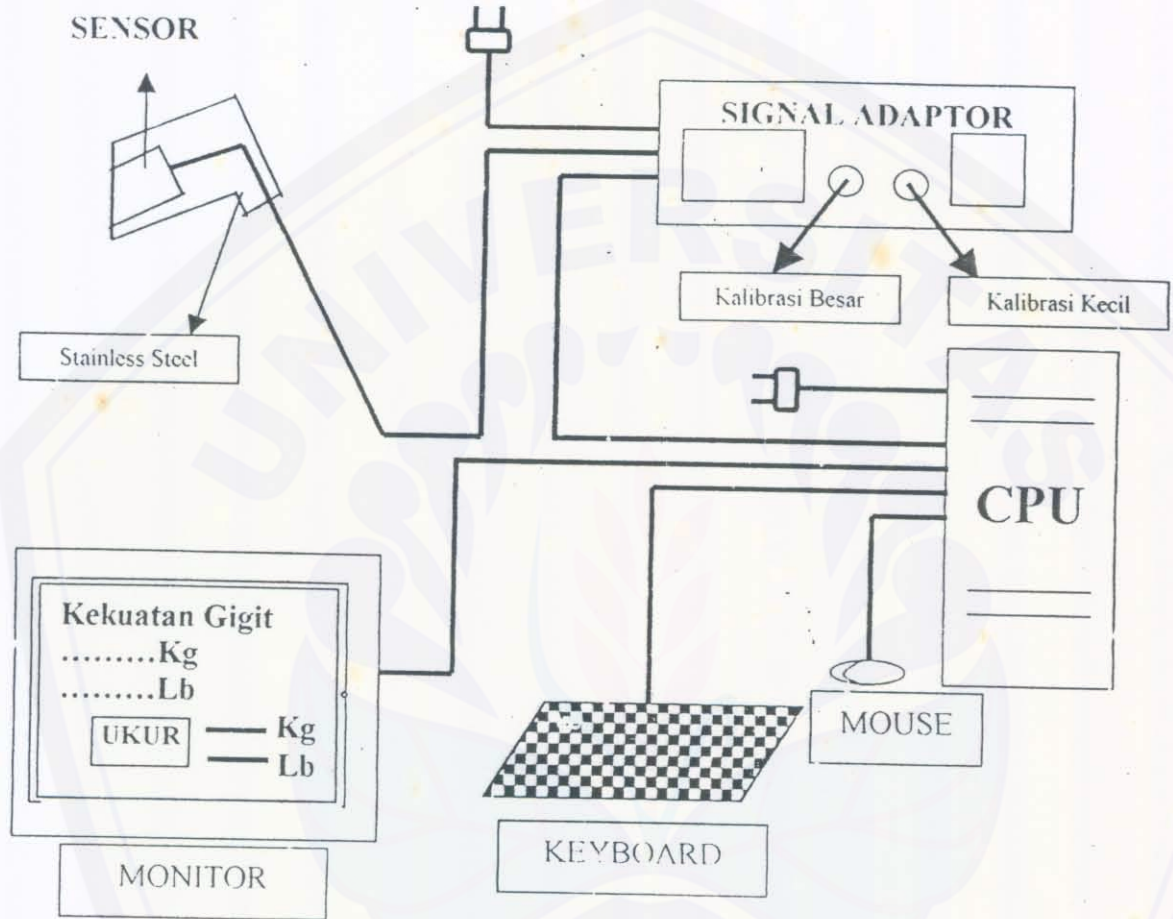 SENSOR
SIGNAL ADAPTOR
Kalibrasi Besar
Kalibrasi Kecil
Stainless Steel
CPU
Kekuatan Gigit
.........Kg
.........Lb
UKUR
Kg
Lb
MOUSE
KEYBOARD
MONITOR
UNIVERSITAS